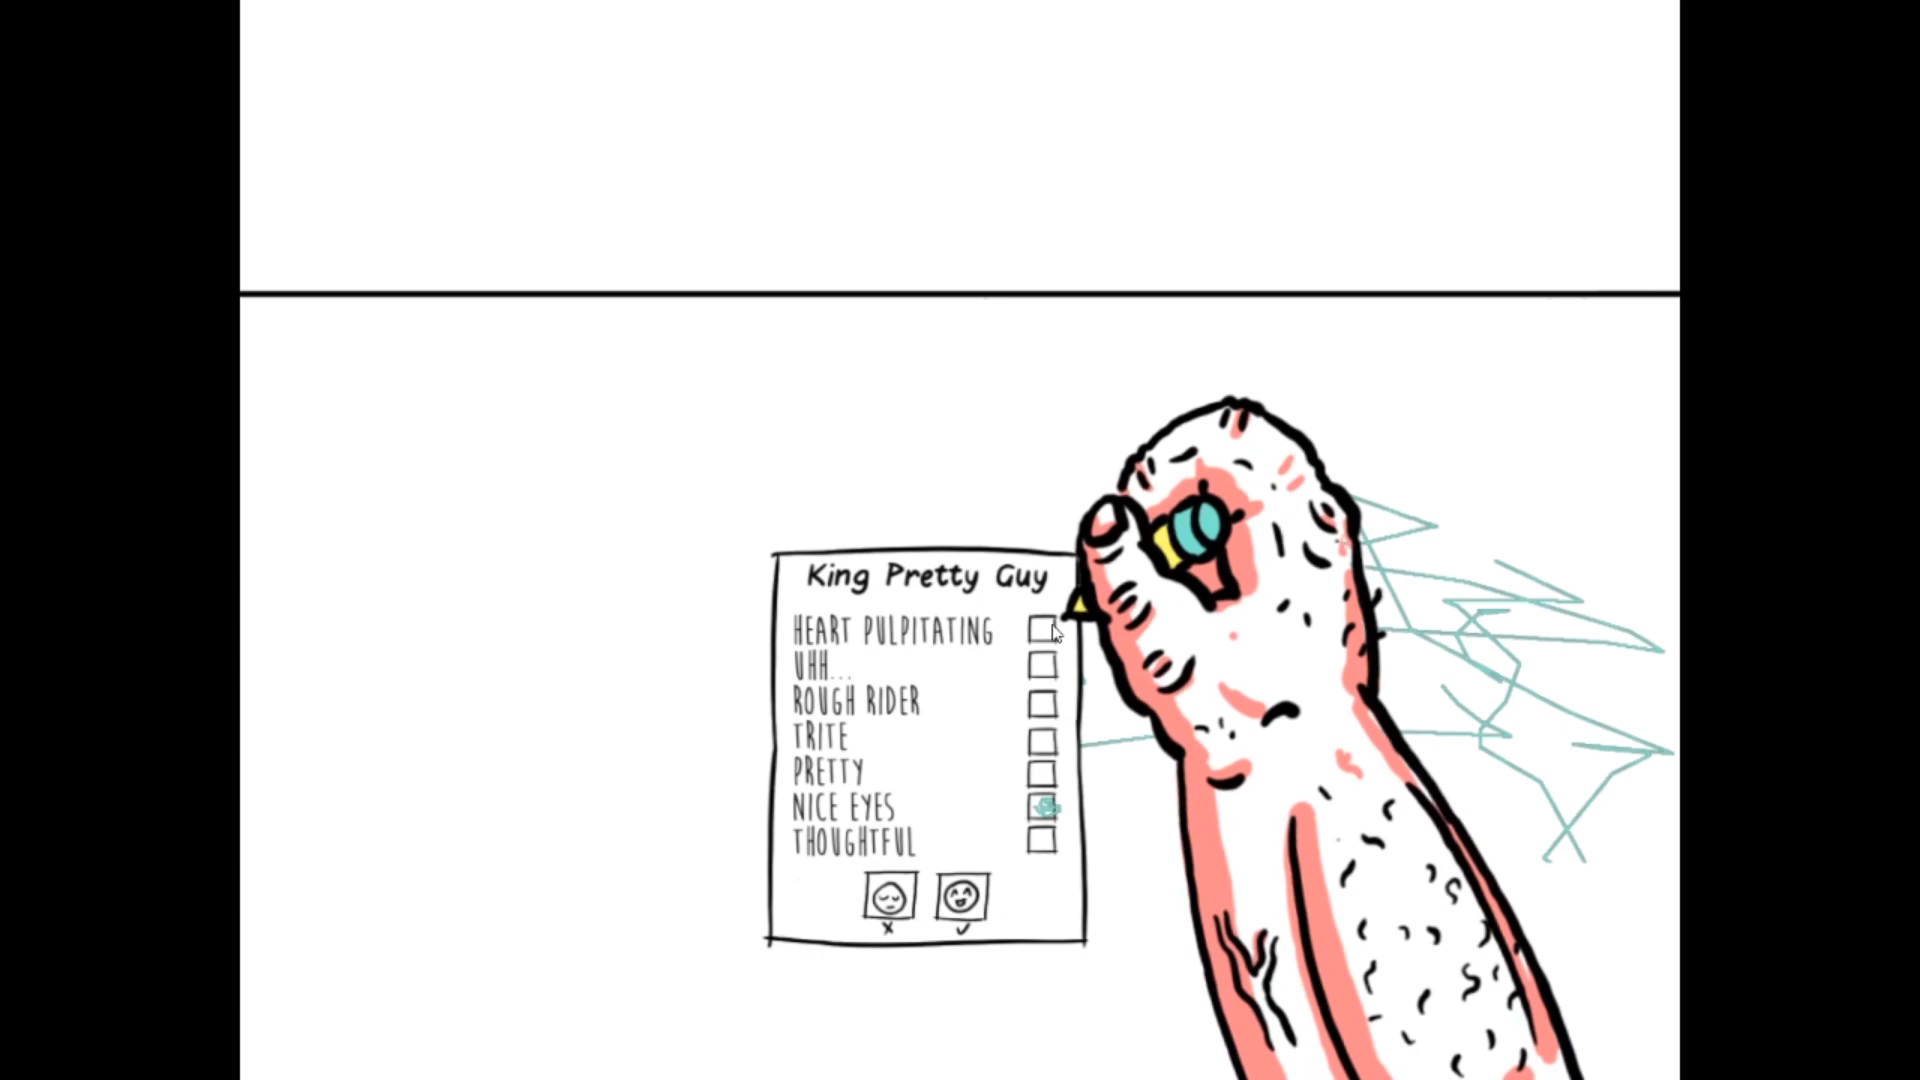 King Pretty Guy
HEART PULPITATING
UHH...
ROUGH RIDER
TRITE
PRETTY
NICE EYES
THOUGHTFUL